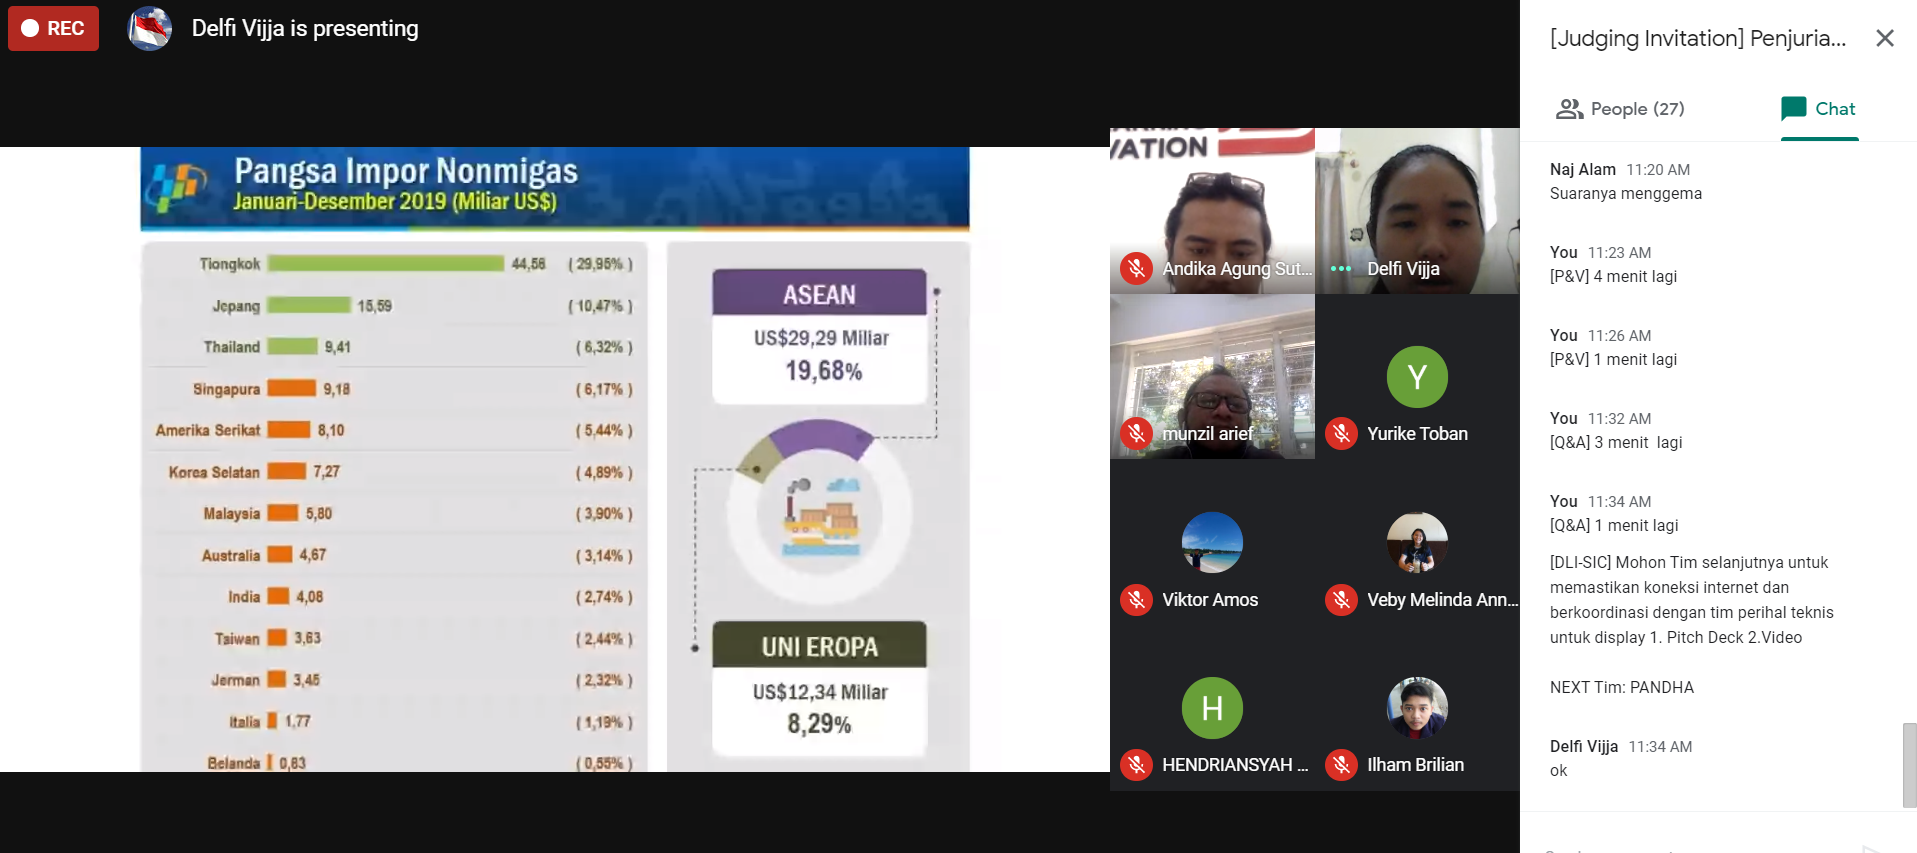 REC
Delfi Vijja is presenting
Pangsa Impor Nonmigas
Januari-Desember 2019 (Miliar US$)
Tiongkok 44,56 (29,95%)
Jepang 15,59 (10,47%)
Thailand 9,41 (6,32%)
Singapura 9,18 (6,17%)
Amerika Serikat 8,10 (5,44%)
Korea Selatan 7,27 (4,89%)
Malaysia 5,80 (3,90%)
Australia 4,67 (3,14%)
India 4,08 (2,74%)
Taiwan 3,63 (2,44%)
Jerman 3,45 (2,32%)
Italia 1,77 (1,19%)
Belanda 0,83 (0,55%)
ASEAN
US$29,29 Miliar
19,68%
UNI EROPA
US$12,34 Miliar
8,29%
VATION
Andika Agung Sut...
Delfi Vijja
munzil arief
Y
Yurike Toban
Viktor Amos
Veby Melinda Ann...
H
HENDRIANSYAH ...
Ilham Brilian
[Judging Invitation] Penjuria...
People (27)
Chat
Naj Alam 11:20 AM
Suaranya menggema
You 11:23 AM
[P&V] 4 menit lagi
You 11:26 AM
[P&V] 1 menit lagi
You 11:32 AM
[Q&A] 3 menit lagi
You 11:34 AM
[Q&A] 1 menit lagi
[DLI-SIC] Mohon Tim selanjutnya untuk
memastikan koneksi internet dan
berkoordinasi dengan tim perihal teknis
untuk display 1. Pitch Deck 2.Video
NEXT Tim: PANDHA
Delfi Vijja 11:34 AM
ok